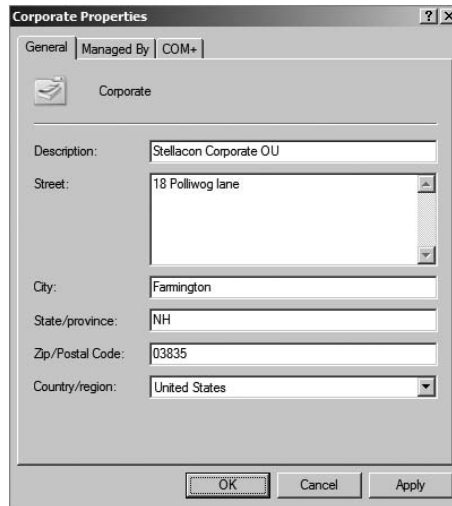 Corporate Properties
General Managed By COM+
Corporate
Description: Stellacon Corporate OU
Street: 18 Polliwog lane
City: Farmington
State/province: NH
Zip/Postal Code: 03835
Country/region: United States
OK Cancel Apply